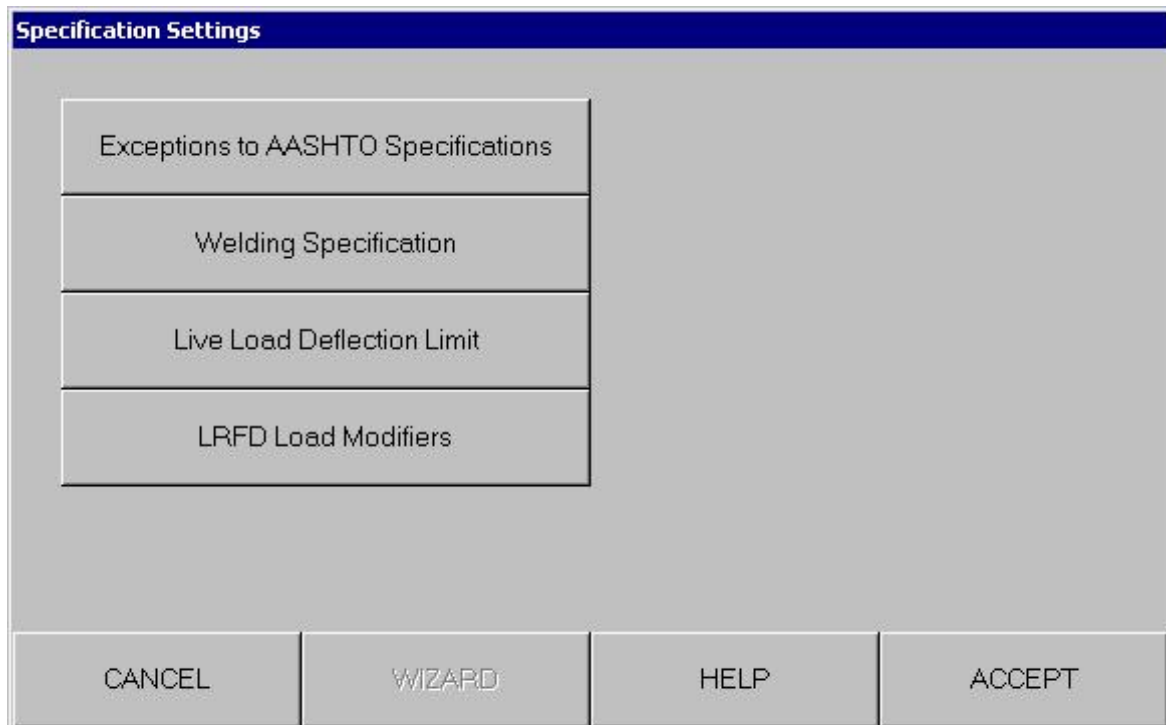 Specification Settings
Exceptions to AASHTO Specifications
Welding Specification
Live Load Deflection Limit
LRFD Load Modifiers
CANCEL
WIZARD
HELP
ACCEPT